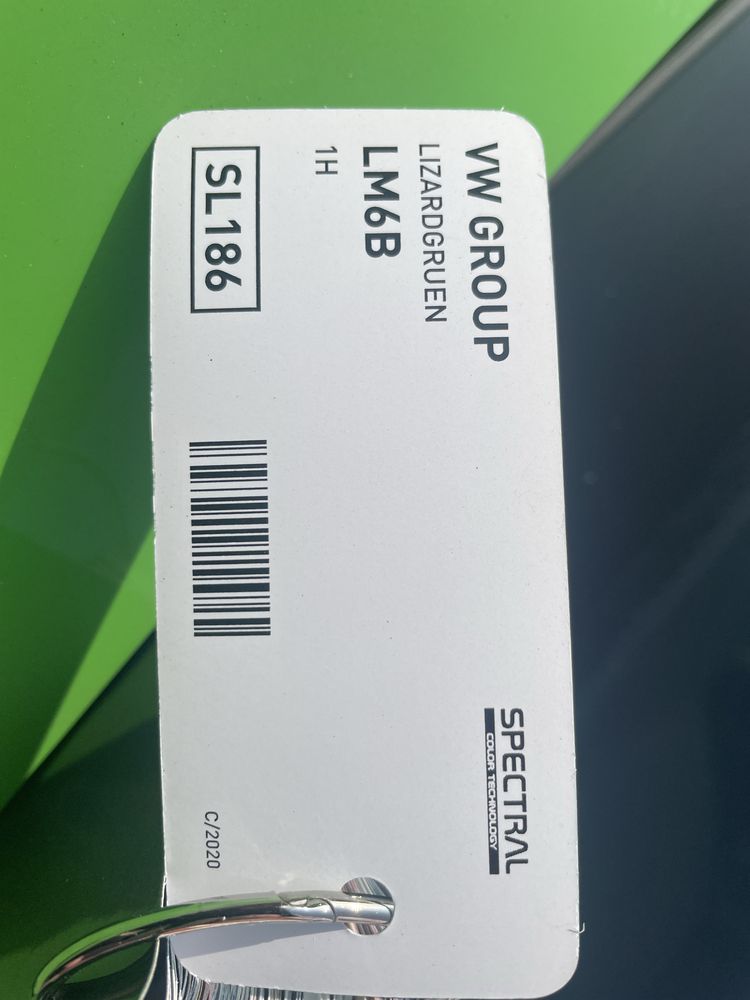 VW GROUP
LIZARDGRUEN
LM6B
1H
SL186
SPECTRAL
COLOR TECHNOLOGY
C/2020